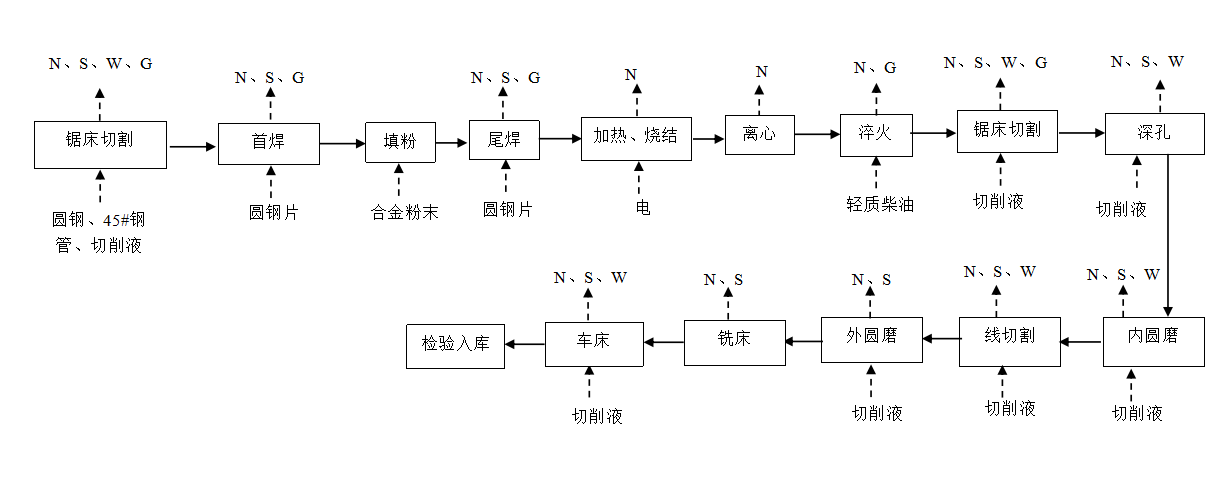 N、S、W、G
N、S、G
N、S、G
N
N
N、G
N、S、W、G
N、S、W
锯床切割
首焊
填粉
尾焊
加热、烧结
离心
淬火
锯床切割
深孔
圆钢、45#钢
管、切削液
圆钢片
合金粉末
圆钢片
电
轻质柴油
切削液
切削液
N、S、W
N、S
N、S
N、S、W
N、S、W
检验入库
车床
铣床
外圆磨
线切割
内圆磨
切削液
切削液
切削液
切削液